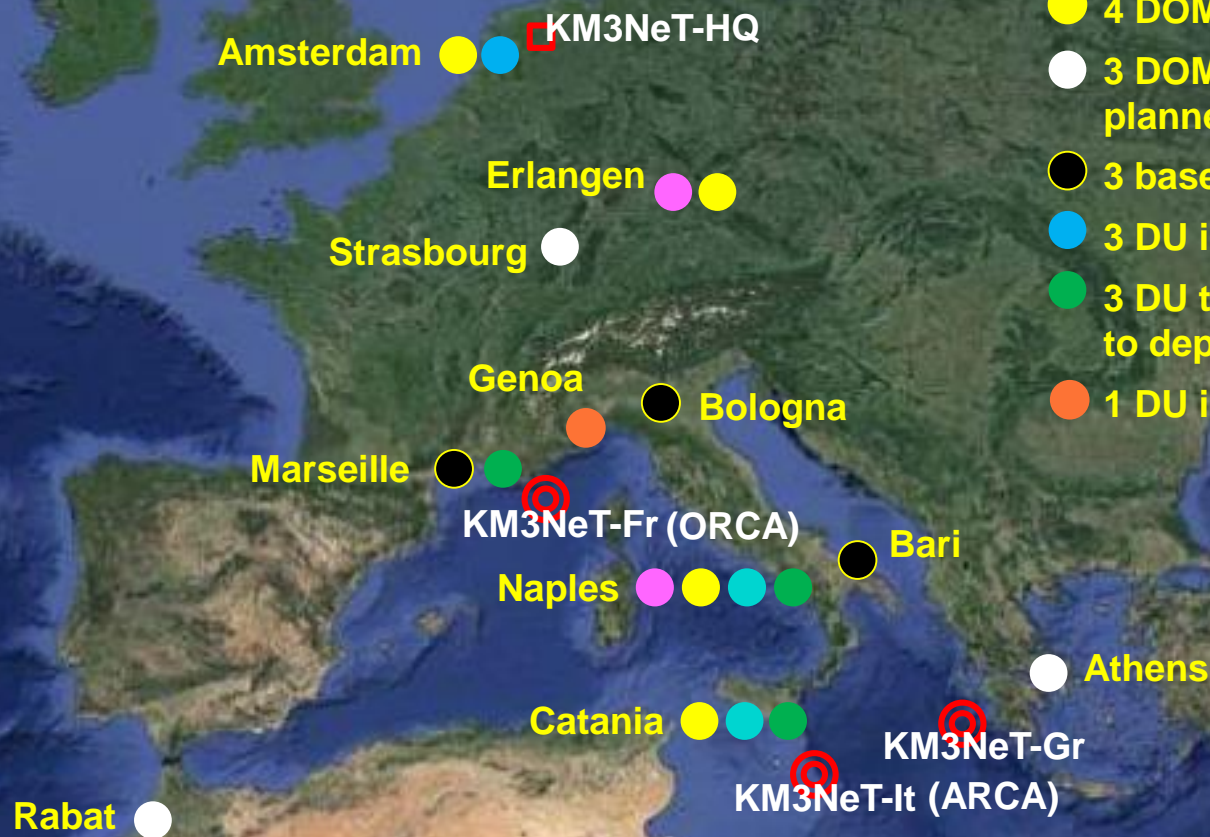 4 DOM
KM3NeT-HQ
Amsterdam
3 DOM
planne
Erlangen
3 base
Strasbourg
3 DU i
3 DU t
to dep
Genoa
Bologna
1 DU i
Marseille
KM3NeT-Fr (ORCA)
Bari
Naples
Athens
Catania
KM3NeT-Gr
KM3NeT-It (ARCA)
Rabat